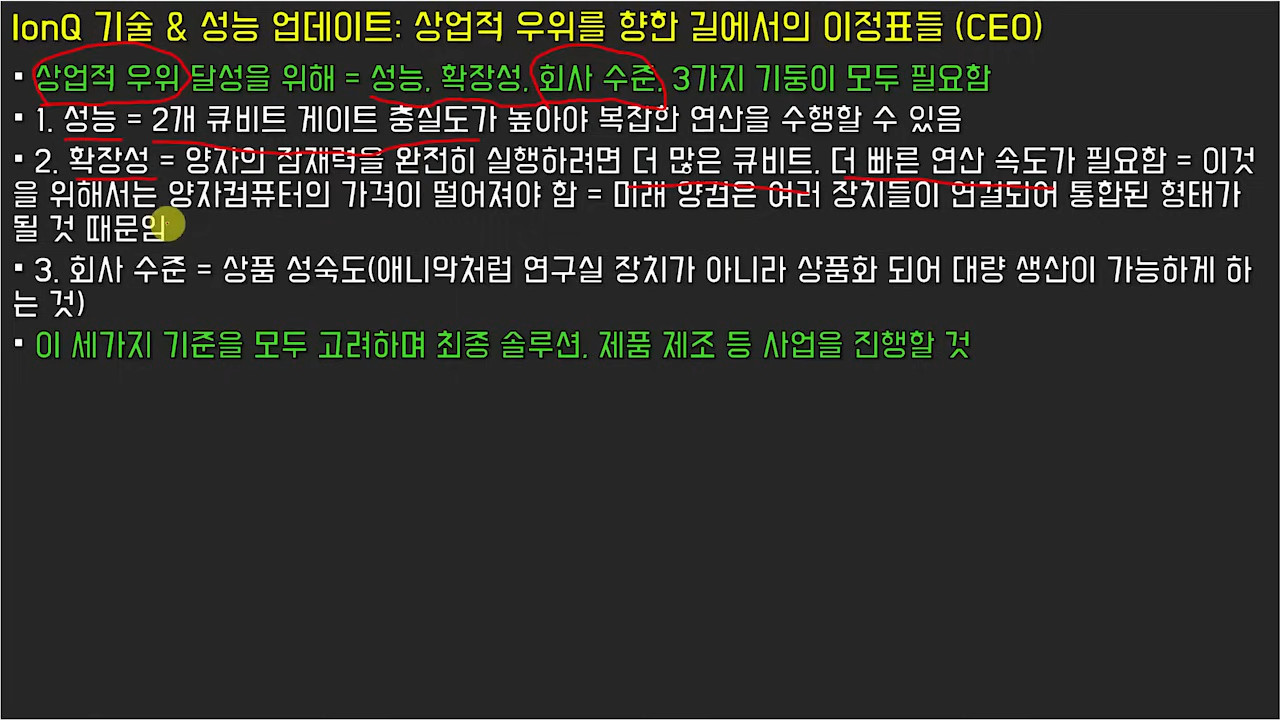 IonQ 기술 & 성능 업데이트: 상업적 우위를 향한 길에서의 이정표들 (CEO)
▪ 상업적 우위 달성을 위해 = 성능, 확장성, 회사 수준, 3가지 기둥이 모두 필요함
▪ 1. 성능 = 2개 큐비트 게이트 충실도가 높아야 복잡한 연산을 수행할 수 있음
▪ 2. 확장성 = 양자의 잠재력을 완전히 실행하려면 더 많은 큐비트, 더 빠른 연산 속도가 필요함 = 이것
을 위해서는 양자컴퓨터의 가격이 떨어져야 함 = 미래 양컴은 여러 장치들이 연결되어 통합된 형태가
될 것 때문임
▪ 3. 회사 수준 = 상품 성숙도(애니악처럼 연구실 장치가 아니라 상품화 되어 대량 생산이 가능하게 하
는 것)
▪ 이 세가지 기준을 모두 고려하며 최종 솔루션, 제품 제조 등 사업을 진행할 것